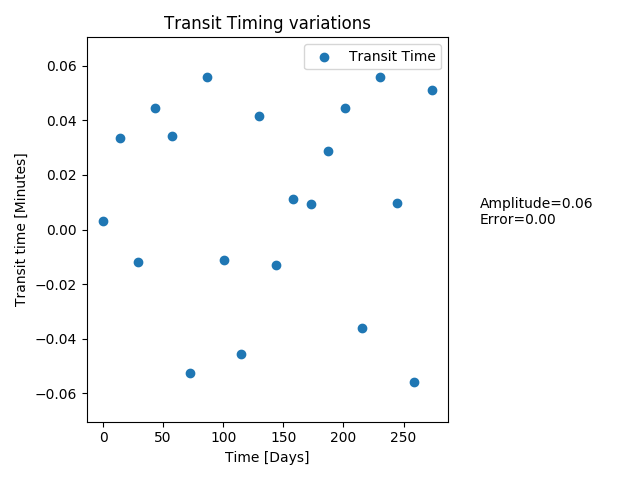 Transit Timing variations
Transit Time
0.06
0.04
0.02
0.00
−0.02
−0.04
−0.06
Transit time [Minutes]
0 50 100 150 200 250
Time [Days]
Amplitude=0.06
Error=0.00